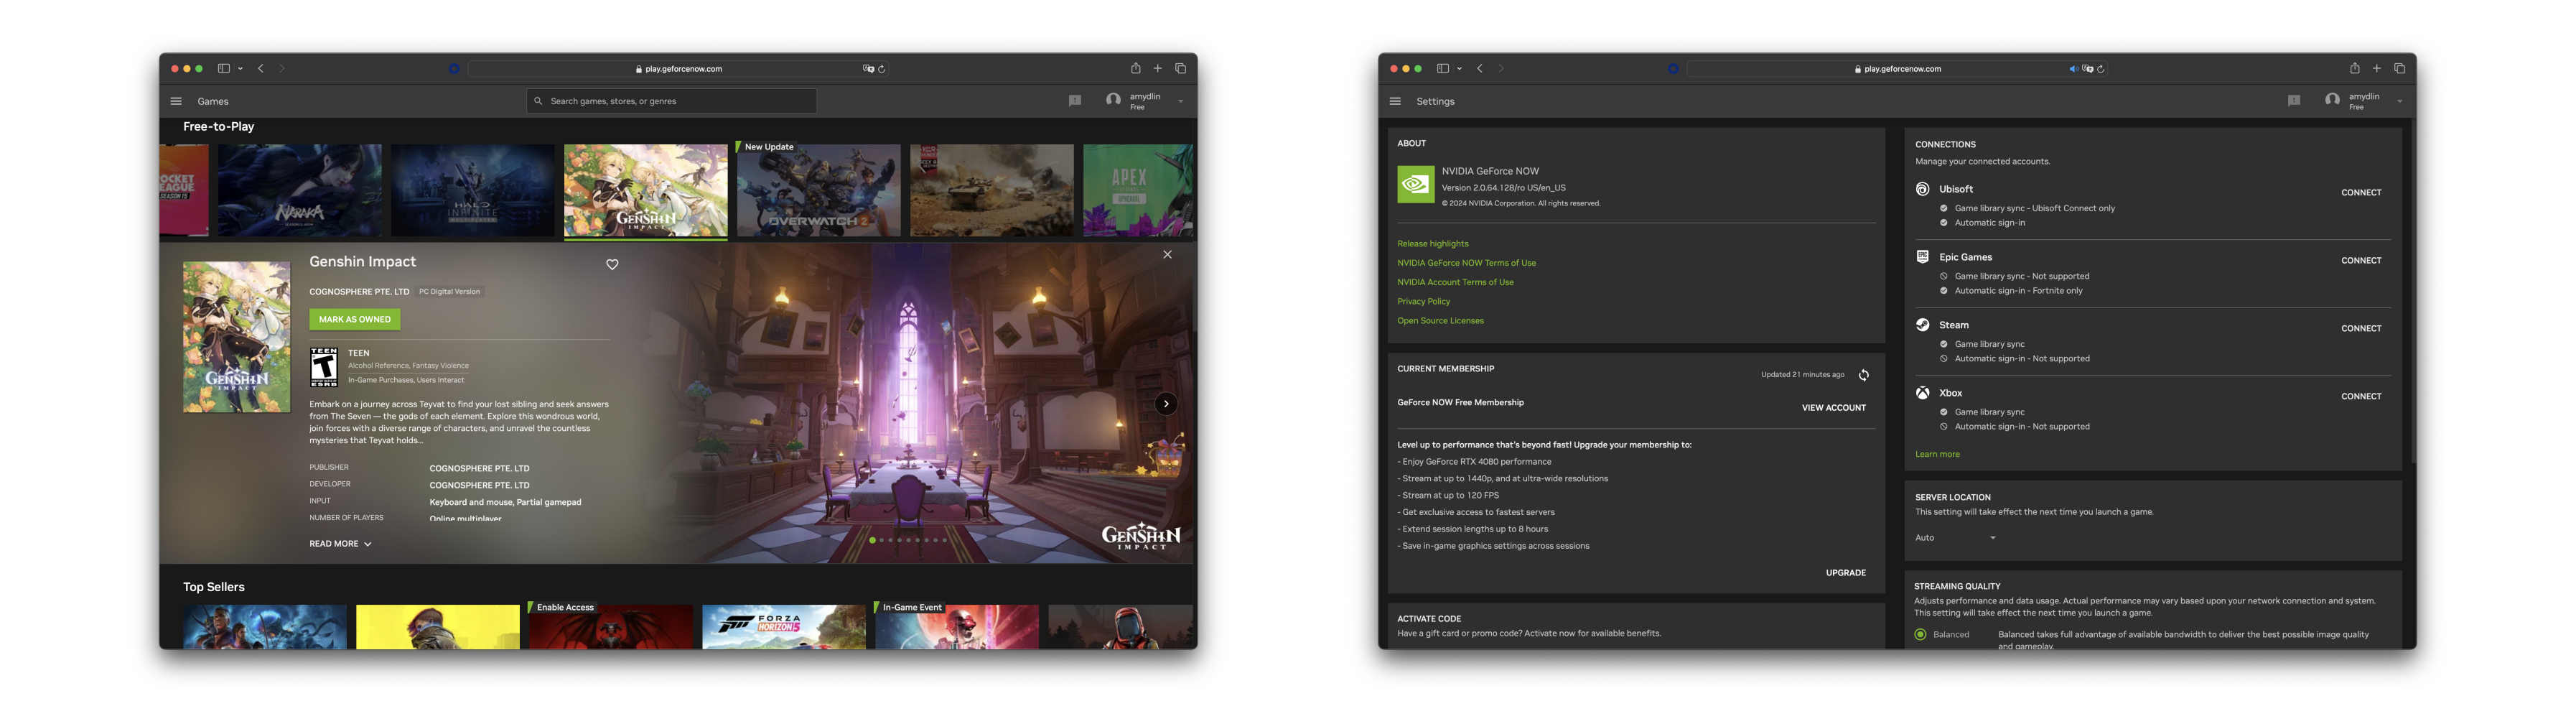 play.geforcenow.com
Games
Search games, stores, or genres
amydlin
Free
Free-to-Play
ROCKET
LEAGUE
SEASON 15
NARAKA
HALO
INFINITE
GENSHIN
IMPACT
New Update
OVERWATCH 2
APEX
Genshin Impact
COGNOSPHERE PTE. LTD
PC Digital Version
MARK AS OWNED
TEEN
T
ESRB
TEEN
Alcohol Reference, Fantasy Violence
In-Game Purchases, Users Interact
GENSHIN
IMPACT
Embark on a journey across Teyvat to find your lost sibling and seek answers
from The Seven — the gods of each element. Explore this wondrous world,
join forces with a diverse range of characters, and unravel the countless
mysteries that Teyvat holds...
PUBLISHER COGNOSPHERE PTE. LTD
DEVELOPER COGNOSPHERE PTE. LTD
INPUT Keyboard and mouse, Partial gamepad
NUMBER OF PLAYERS Online multiplayer
READ MORE
GENSHIN
IMPACT
Top Sellers
Enable Access
FORZA
HORIZON 5
In-Game Event
play.geforcenow.com
Settings
amydlin
Free
ABOUT
NVIDIA GeForce NOW
Version 2.0.64.128/ro US/en_US
© 2024 NVIDIA Corporation. All rights reserved.
Release highlights
NVIDIA GeForce NOW Terms of Use
NVIDIA Account Terms of Use
Privacy Policy
Open Source Licenses
CURRENT MEMBERSHIP
Updated 21 minutes ago
GeForce NOW Free Membership
VIEW ACCOUNT
Level up to performance that's beyond fast! Upgrade your membership to:
- Enjoy GeForce RTX 4080 performance
- Stream at up to 1440p, and at ultra-wide resolutions
- Stream at up to 120 FPS
- Get exclusive access to fastest servers
- Extend session lengths up to 8 hours
- Save in-game graphics settings across sessions
UPGRADE
ACTIVATE CODE
Have a gift card or promo code? Activate now for available benefits.
CONNECTIONS
Manage your connected accounts.
Ubisoft
CONNECT
Game library sync - Ubisoft Connect only
Automatic sign-in
EPIC
Epic Games
CONNECT
Game library sync - Not supported
Automatic sign-in - Fortnite only
Steam
CONNECT
Game library sync
Automatic sign-in - Not supported
Xbox
CONNECT
Game library sync
Automatic sign-in - Not supported
Learn more
SERVER LOCATION
This setting will take effect the next time you launch a game.
Auto
STREAMING QUALITY
Adjusts performance and data usage. Actual performance may vary based upon your network connection and system.
This setting will take effect the next time you launch a game.
Balanced
Balanced takes full advantage of available bandwidth to deliver the best possible image quality
and gameplay.